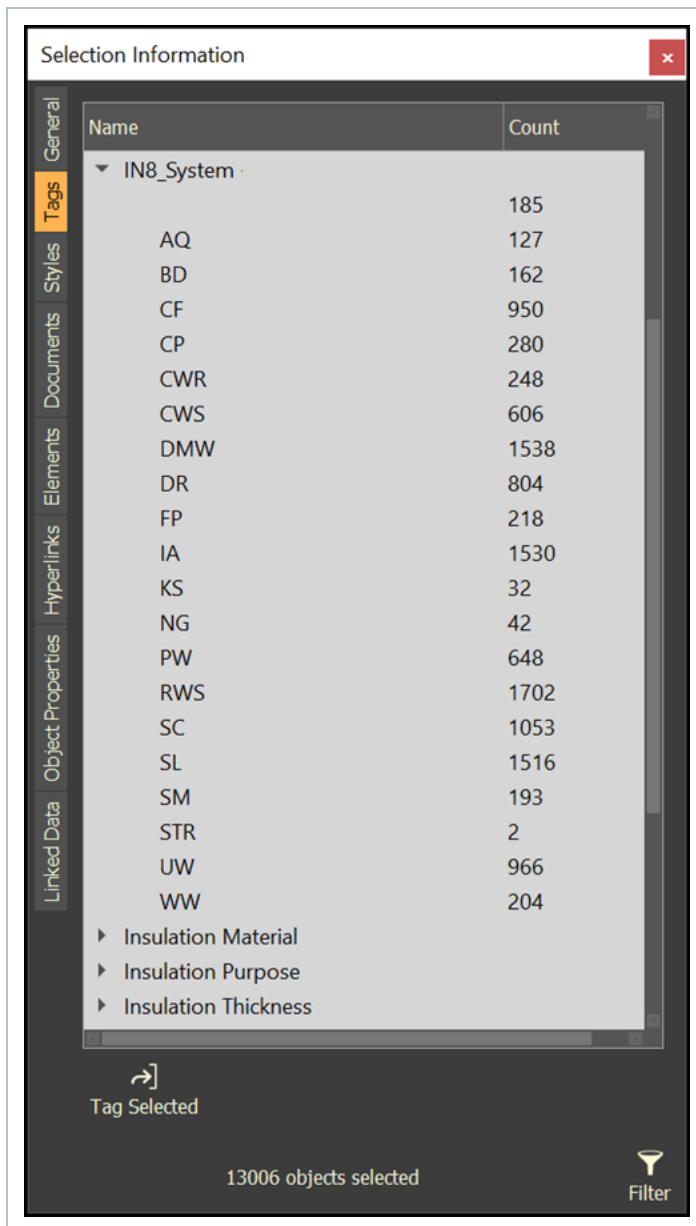 Selection Information
General
Tags
Styles
Documents
Elements
Hyperlinks
Object Properties
Linked Data
Name Count
IN8_System
185
AQ 127
BD 162
CF 950
CP 280
CWR 248
CWS 606
DMW 1538
DR 804
FP 218
IA 1530
KS 32
NG 42
PW 648
RWS 1702
SC 1053
SL 1516
SM 193
STR 2
UW 966
WW 204
Insulation Material
Insulation Purpose
Insulation Thickness
Tag Selected
13006 objects selected
Filter